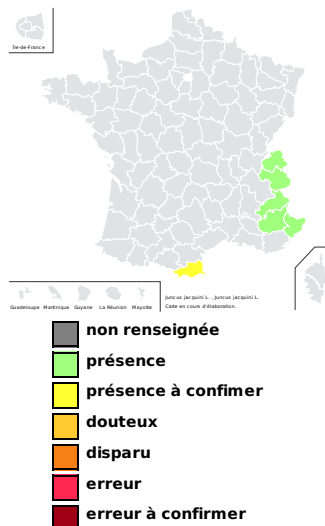 Île-de-France
Guadeloupe Martinique Guyane La Réunion Mayotte
Juncus jacquini L. , Juncus jacquini L.
Carte en cours d'élaboration.
non renseignée
présence
présence à confimer
douteux
disparu
erreur
erreur à confirmer